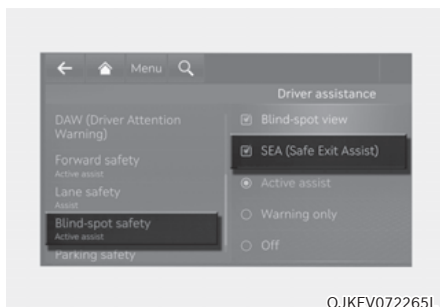 Menu
Driver assistance
DAW (Driver Attention
Warning)
Forward safety
Active assist
Lane safety
Assist
Blind-spot safety
Active assist
Parking safety
Blind-spot view
SEA (Safe Exit Assist)
Active assist
Warning only
Off
OJKEV072265L